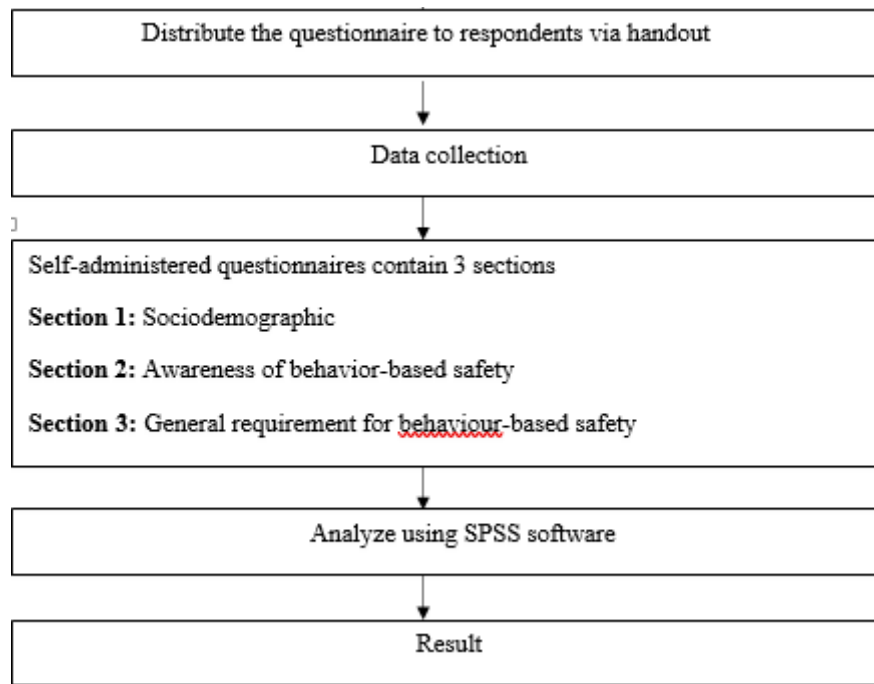 Distribute the questionnaire to respondents via handout
Data collection
Self-administered questionnaires contain 3 sections
Section 1: Sociodemographic
Section 2: Awareness of behavior-based safety
Section 3: General requirement for behaviour-based safety
Analyze using SPSS software
Result